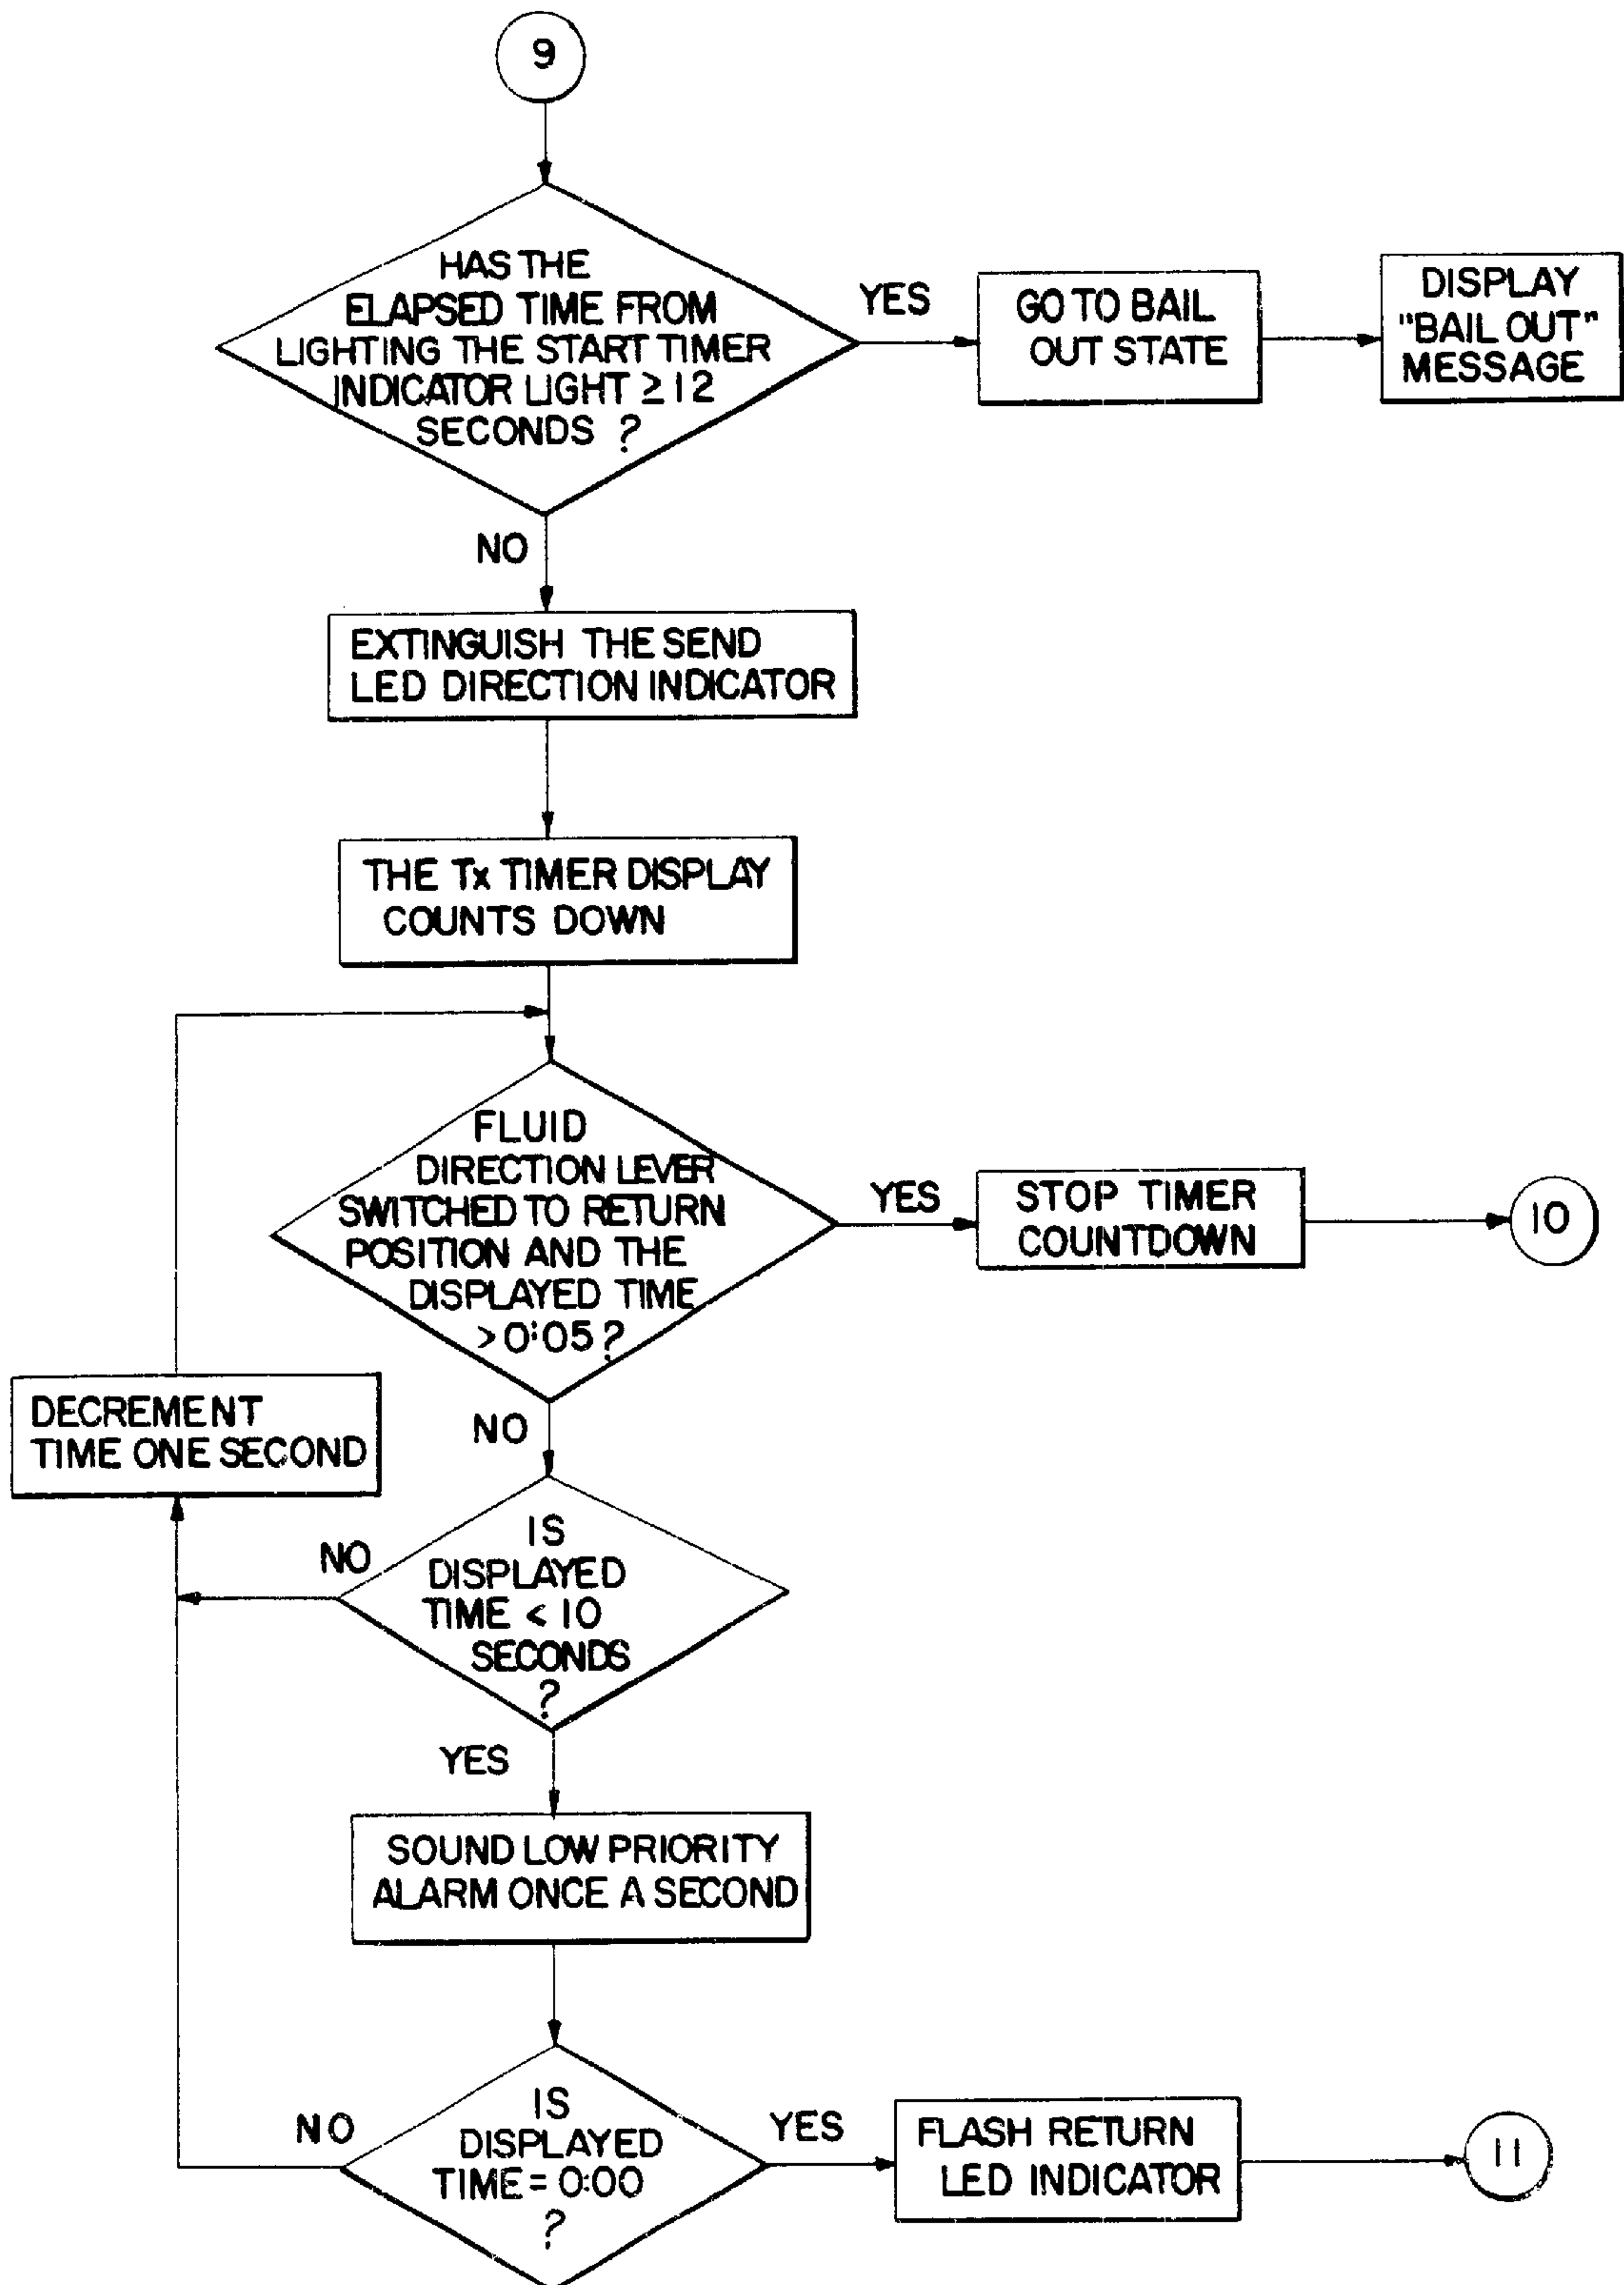 9
HAS THE
ELAPSED TIME FROM
LIGHTING THE START TIMER
INDICATOR LIGHT ≥12
SECONDS ?
YES
GO TO BAIL
OUT STATE
DISPLAY
"BAIL OUT"
MESSAGE
NO
EXTINGUISH THE SEND
LED DIRECTION INDICATOR
THE Tx TIMER DISPLAY
COUNTS DOWN
FLUID
DIRECTION LEVER
SWITCHED TO RETURN
POSITION AND THE
DISPLAYED TIME
>0:05?
YES
STOP TIMER
COUNTDOWN
10
DECREMENT
TIME ONE SECOND
NO
IS
DISPLAYED
TIME < 10
SECONDS
?
NO
YES
SOUND LOW PRIORITY
ALARM ONCE A SECOND
IS
DISPLAYED
TIME = 0:00
?
NO
YES
FLASH RETURN
LED INDICATOR
11